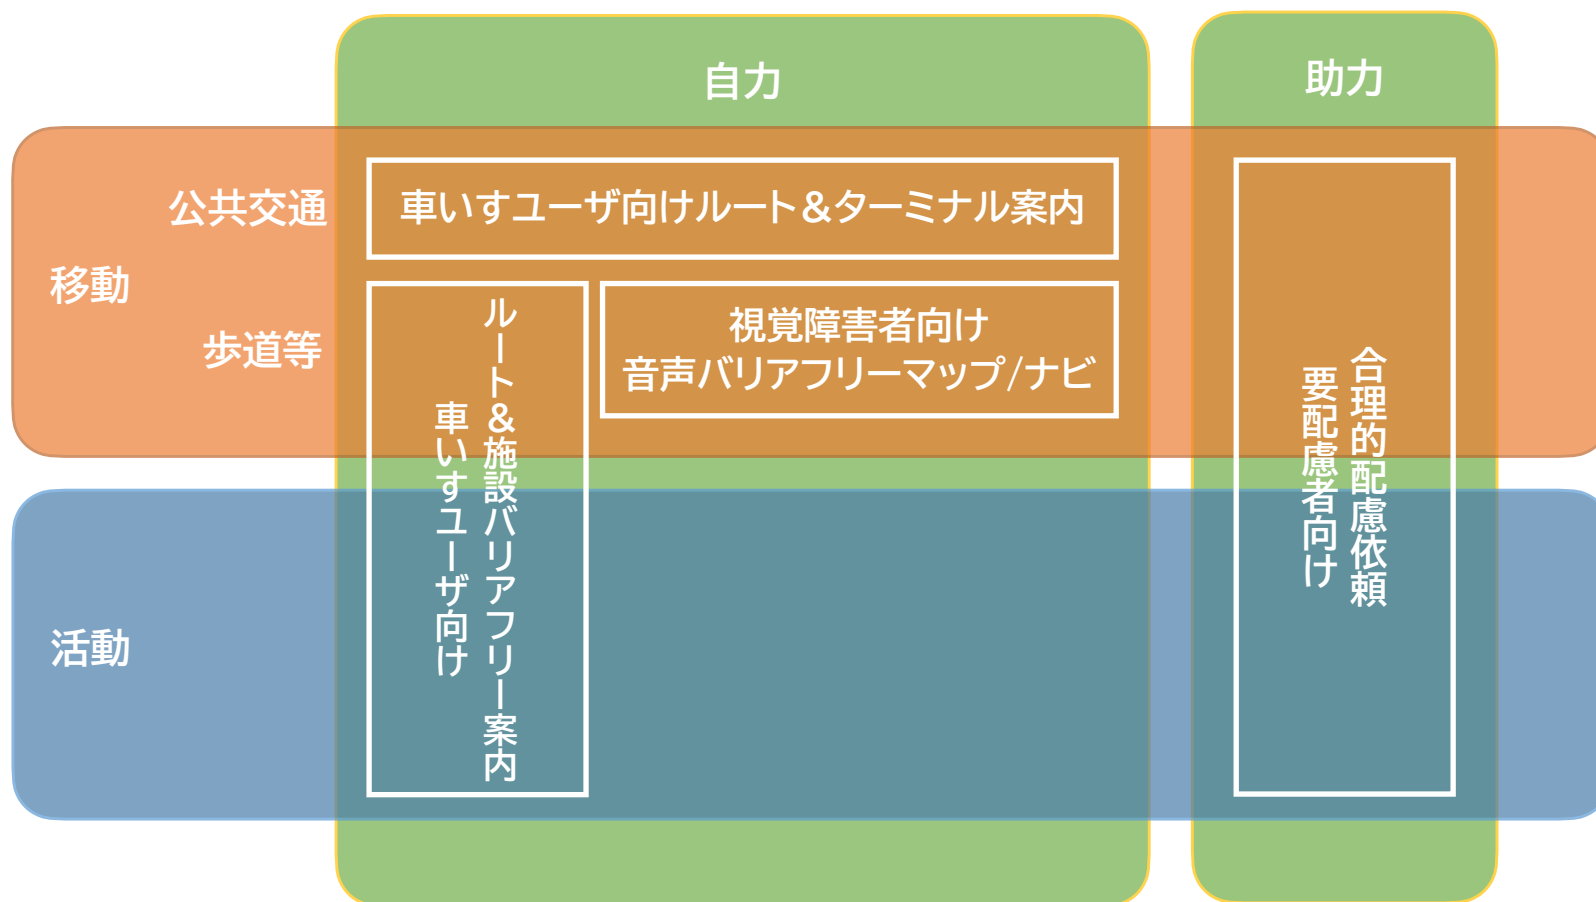 自力
助力
公共交通
車いすユーザ向けルート＆ターミナル案内
移動
歩道等
視覚障害者向け
音声バリアフリーマップ/ナビ
ルート＆施設バリアフリー案内
車いすユーザ向け
合理的配慮依頼
要配慮者向け
活動